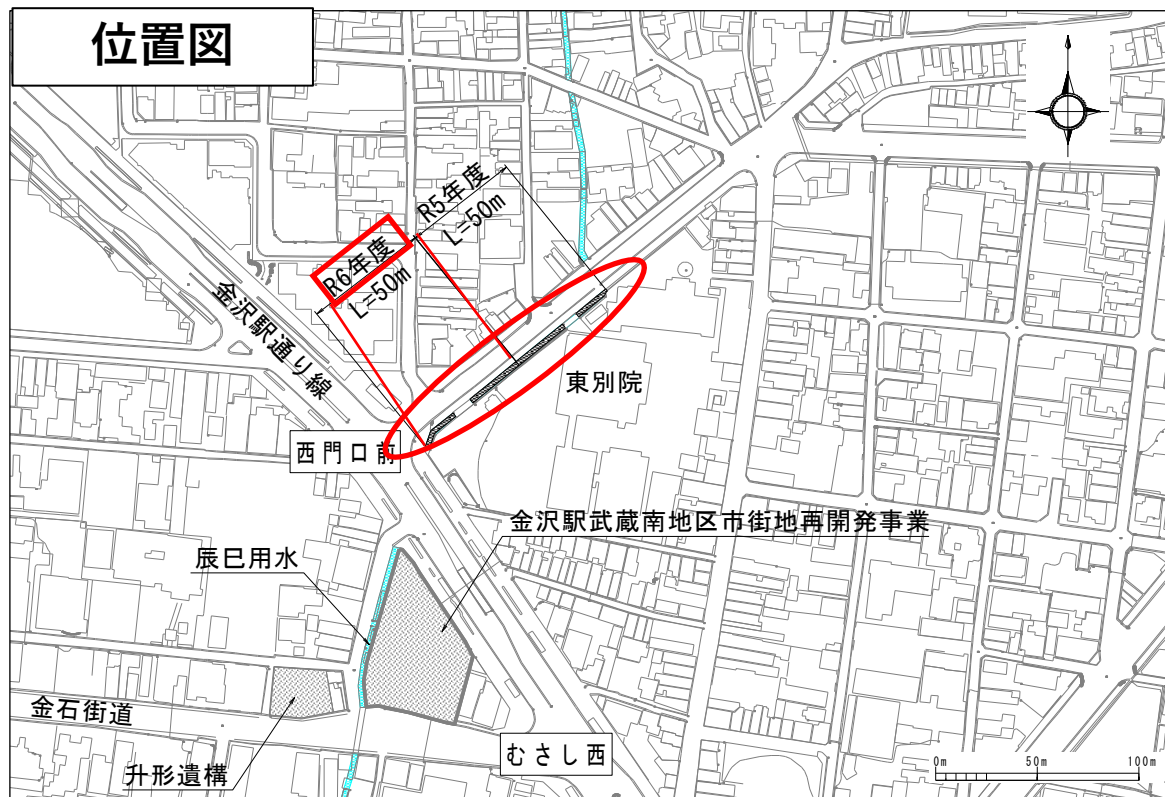 位置図
R5年度
L=50m
R6年度
L=50m
金沢駅通り線
東別院
西門口前
金沢駅武蔵南地区市街地再開発事業
辰巳用水
金石街道
升形遺構
むさし西
0m 50m 100m